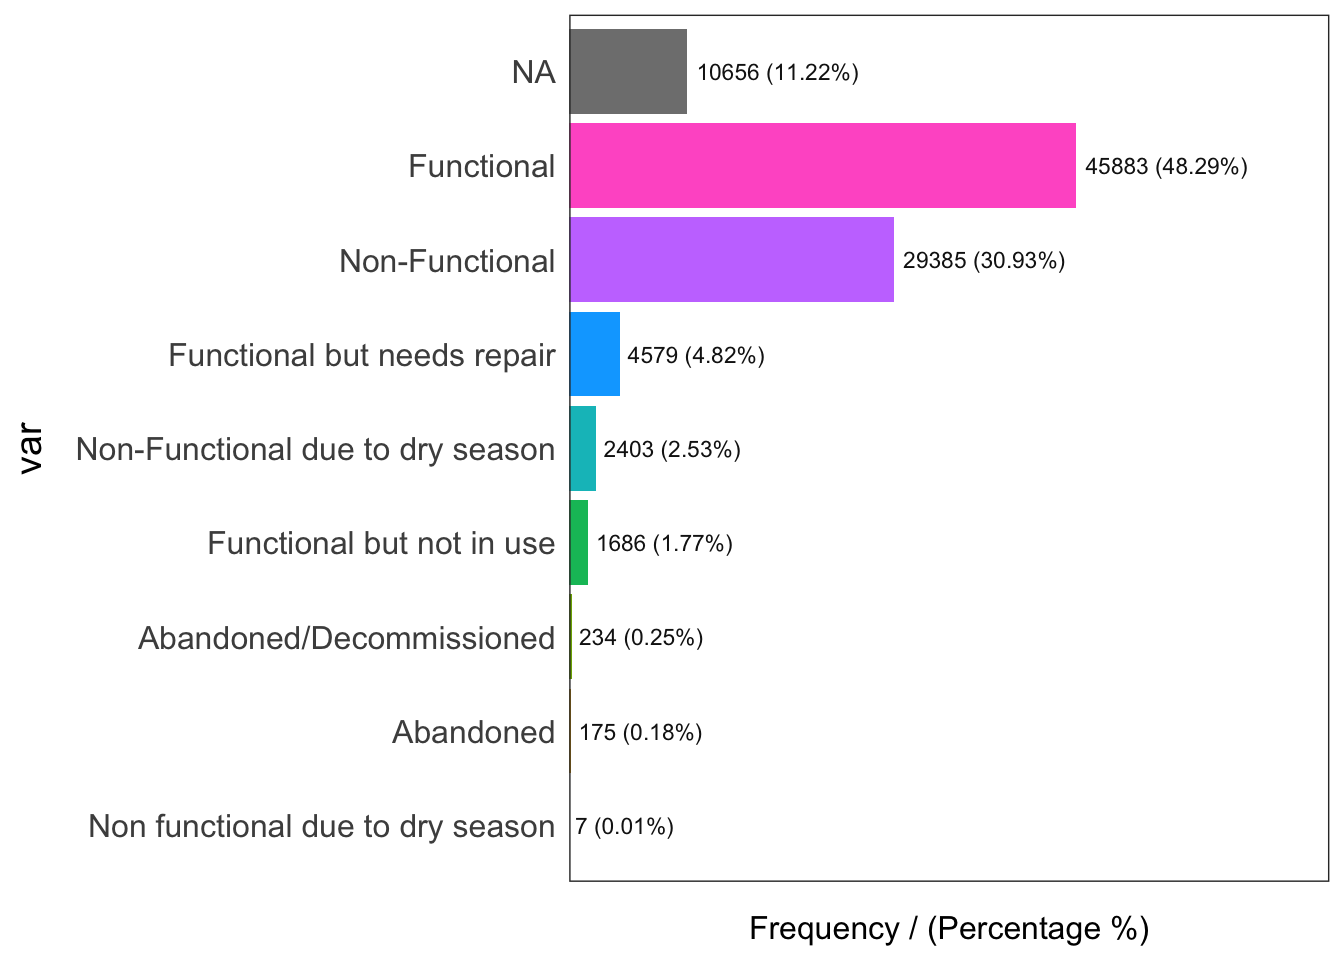 NA 10656 (11.22%)
Functional 45883 (48.29%)
Non-Functional 29385 (30.93%)
Functional but needs repair 4579 (4.82%)
Non-Functional due to dry season 2403 (2.53%)
Functional but not in use 1686 (1.77%)
Abandoned/Decommissioned 234 (0.25%)
Abandoned 175 (0.18%)
Non functional due to dry season 7 (0.01%)
var
Frequency / (Percentage %)